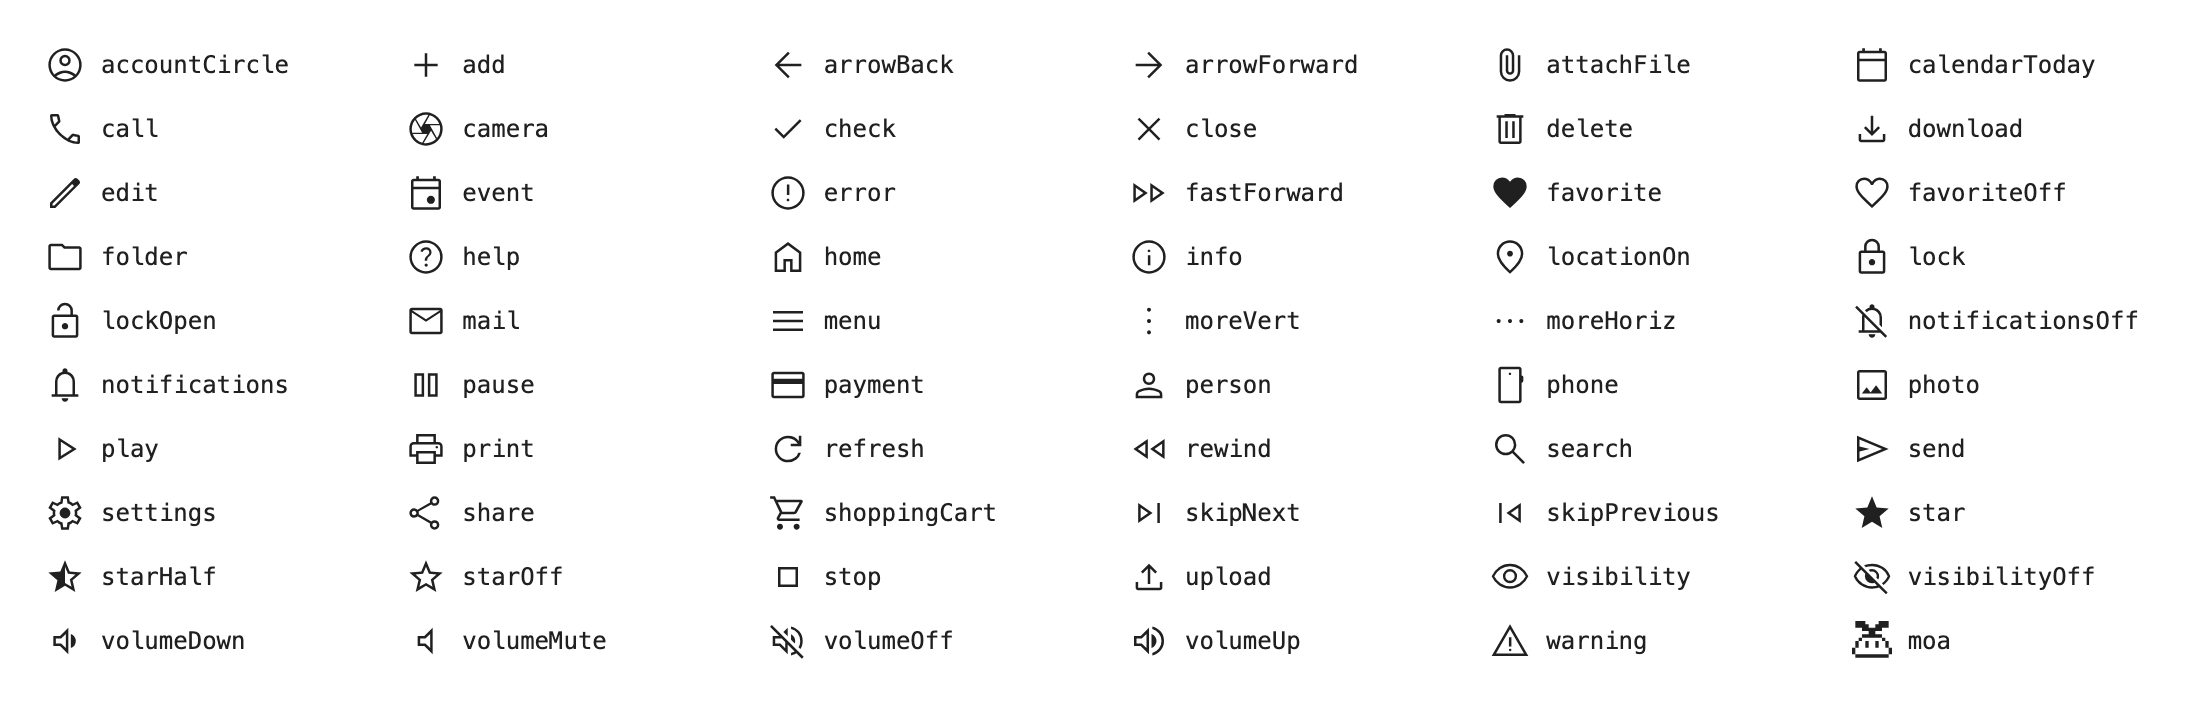 accountCircle add arrowBack arrowForward attachFile calendarToday
call camera check close delete download
edit event error fastForward favorite favoriteOff
folder help home info locationOn lock
lockOpen mail menu moreVert moreHoriz notificationsOff
notifications pause payment person phone photo
play print refresh rewind search send
settings share shoppingCart skipNext skipPrevious star
starHalf starOff stop upload visibility visibilityOff
volumeDown volumeMute volumeOff volumeUp warning moa